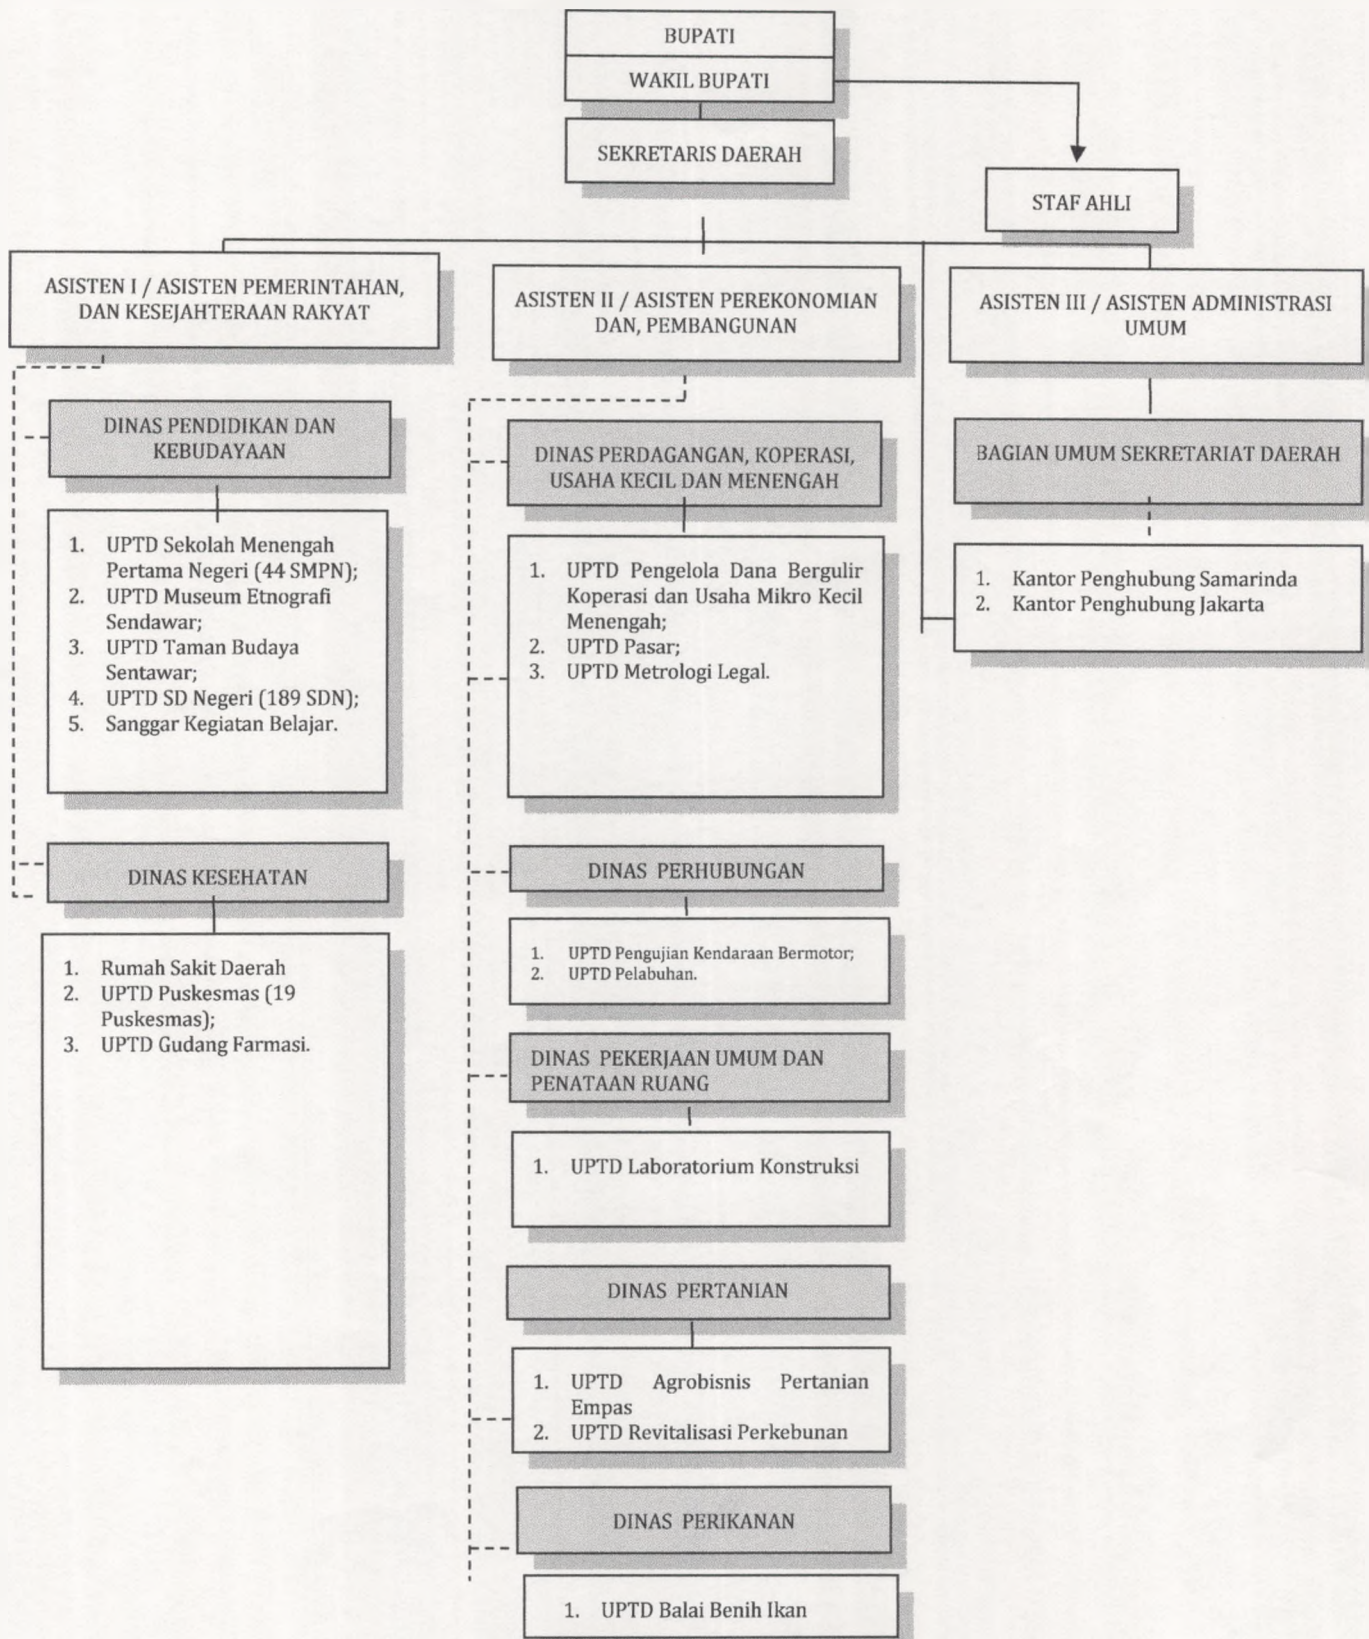 BUPATI
WAKIL BUPATI
SEKRETARIS DAERAH
STAF AHLI
ASISTEN I / ASISTEN PEMERINTAHAN,
DAN KESEJAHTERAAN RAKYAT
ASISTEN II / ASISTEN PEREKONOMIAN
DAN, PEMBANGUNAN
ASISTEN III / ASISTEN ADMINISTRASI
UMUM
DINAS PENDIDIKAN DAN
KEBUDAYAAN
1. UPTD Sekolah Menengah
Pertama Negeri (44 SMPN);
2. UPTD Museum Etnografi
Sendawar;
3. UPTD Taman Budaya
Sentawar;
4. UPTD SD Negeri (189 SDN);
5. Sanggar Kegiatan Belajar.
DINAS KESEHATAN
1. Rumah Sakit Daerah
2. UPTD Puskesmas (19
Puskesmas);
3. UPTD Gudang Farmasi.
DINAS PERDAGANGAN, KOPERASI,
USAHA KECIL DAN MENENGAH
1. UPTD Pengelola Dana Bergulir
Koperasi dan Usaha Mikro Kecil
Menengah;
2. UPTD Pasar;
3. UPTD Metrologi Legal.
DINAS PERHUBUNGAN
1. UPTD Pengujian Kendaraan Bermotor;
2. UPTD Pelabuhan.
DINAS PEKERJAAN UMUM DAN
PENATAAN RUANG
1. UPTD Laboratorium Konstruksi
DINAS PERTANIAN
1. UPTD Agrobisnis Pertanian
Empas
2. UPTD Revitalisasi Perkebunan
DINAS PERIKANAN
1. UPTD Balai Benih Ikan
BAGIAN UMUM SEKRETARIAT DAERAH
1. Kantor Penghubung Samarinda
2. Kantor Penghubung Jakarta